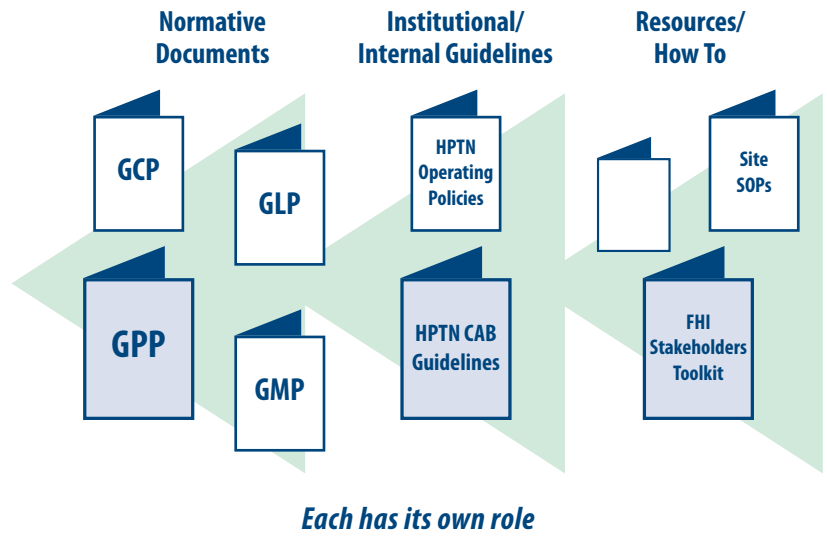 Normative
Documents
Institutional/
Internal Guidelines
Resources/
How To
GCP
GLP
GPP
GMP
HPTN
Operating
Policies
HPTN CAB
Guidelines
Site
SOPs
FHI
Stakeholders
Toolkit
Each has its own role